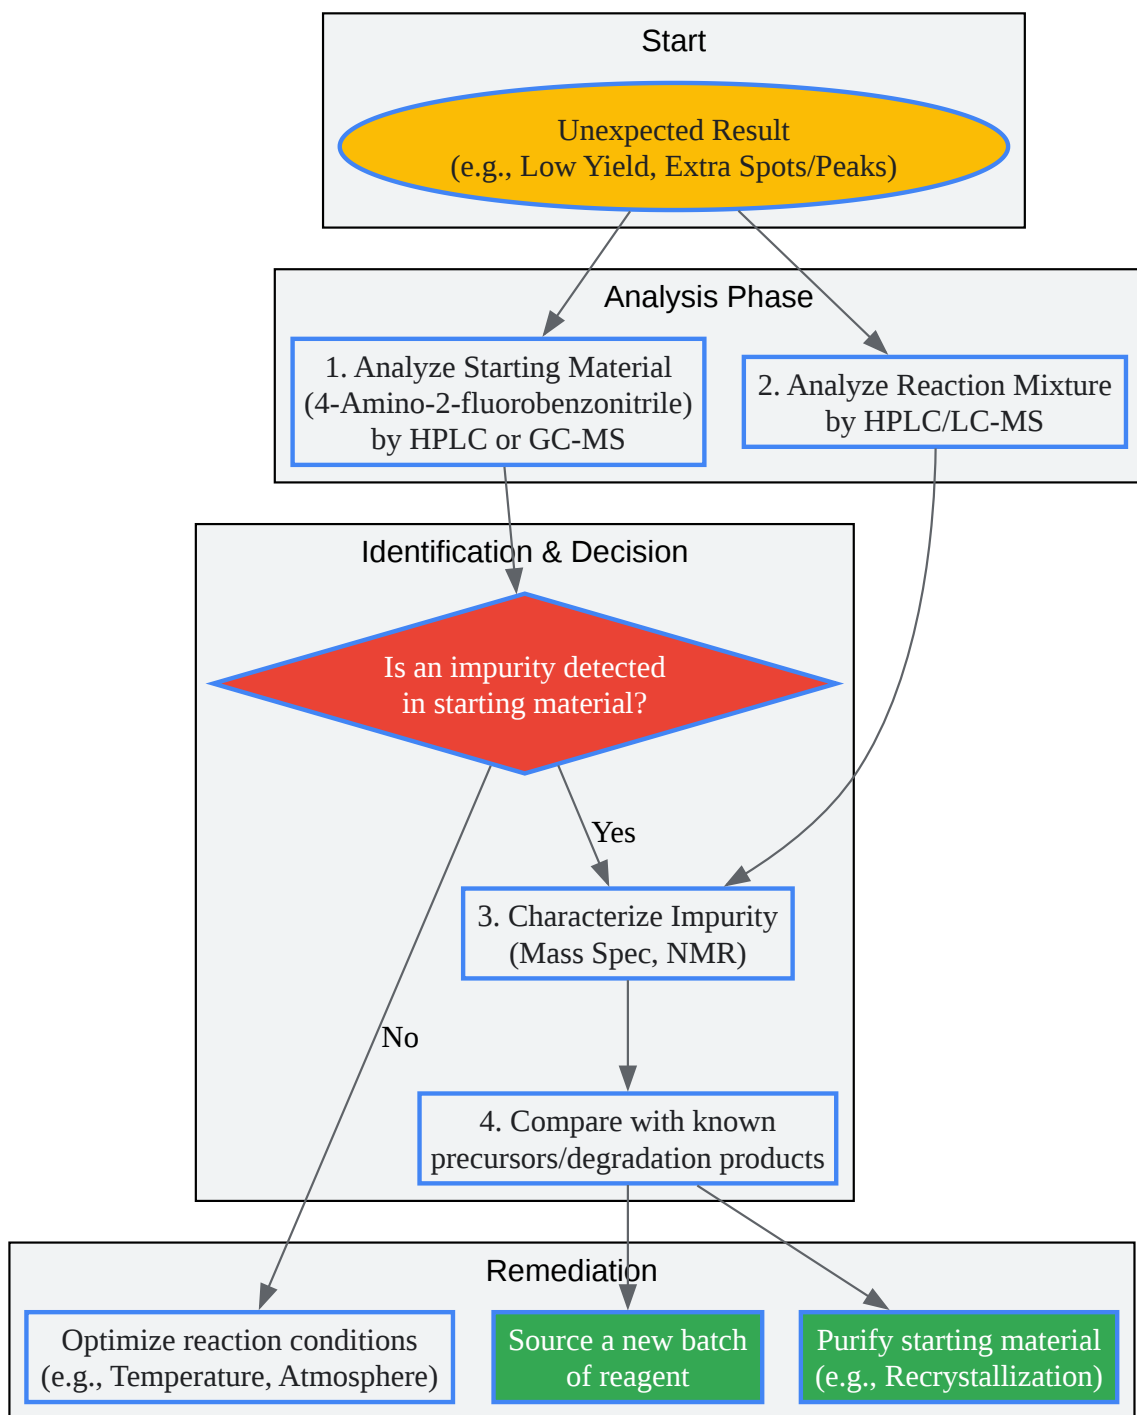 Start
Unexpected Result
(e.g., Low Yield, Extra Spots/Peaks)
Analysis Phase
1. Analyze Starting Material
(4-Amino-2-fluorobenzonitrile)
by HPLC or GC-MS
2. Analyze Reaction Mixture
by HPLC/LC-MS
Identification & Decision
Is an impurity detected
in starting material?
Yes
3. Characterize Impurity
(Mass Spec, NMR)
No
4. Compare with known
precursors/degradation products
Remediation
Optimize reaction conditions
(e.g., Temperature, Atmosphere)
Source a new batch
of reagent
Purify starting material
(e.g., Recrystallization)